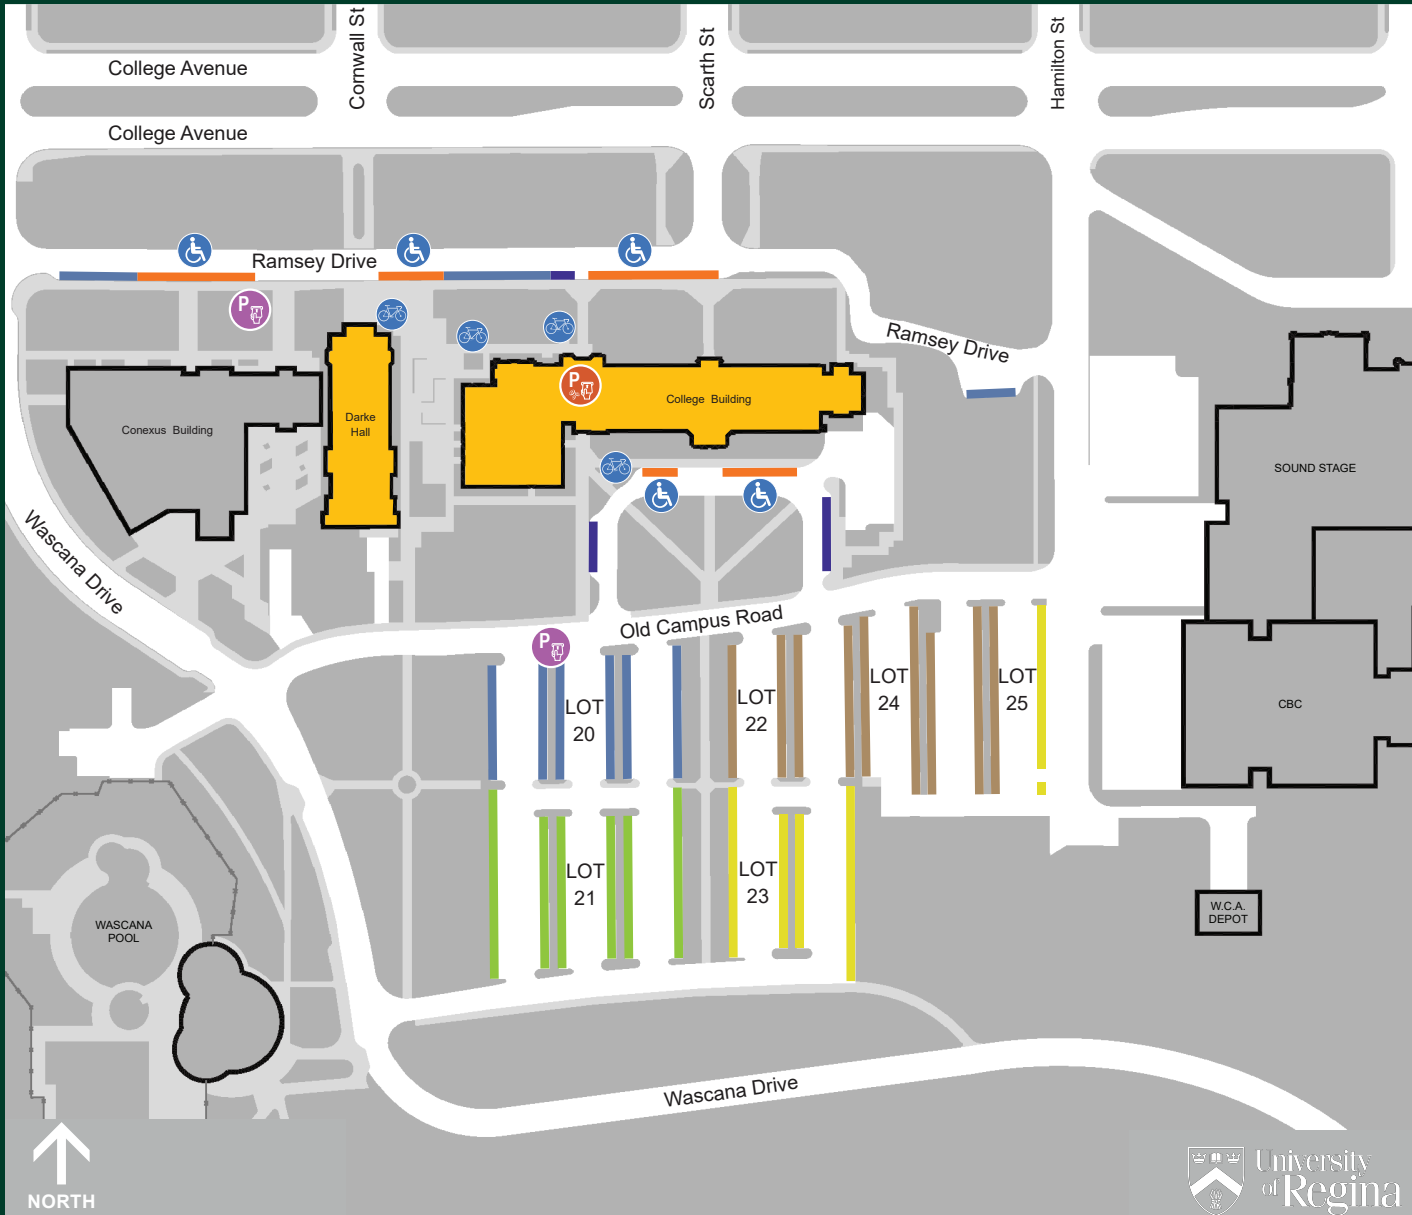 Cornwall St
Scarth St
Hamilton St
College Avenue
College Avenue
Ramsey Drive
P
Ramsey Drive
Conexus Building
Darke
Hall
P
College Building
SOUND STAGE
Wascana Drive
Old Campus Road
P
LOT
20
LOT
22
LOT
24
LOT
25
CBC
LOT
21
LOT
23
WASCANA
POOL
W.C.A.
DEPOT
Wascana Drive
NORTH
University
of Regina